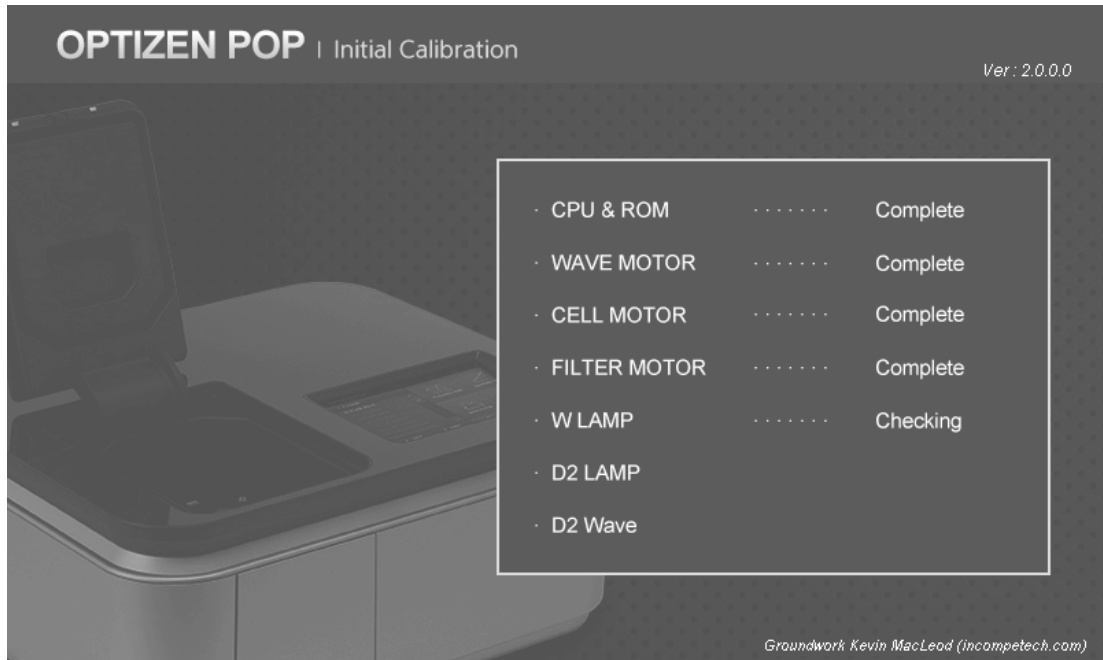 OPTIZEN POP | Initial Calibration
Ver : 2.0.0.0
· CPU & ROM ······· Complete
· WAVE MOTOR ······· Complete
· CELL MOTOR ······· Complete
· FILTER MOTOR ······· Complete
· W LAMP ······· Checking
· D2 LAMP
· D2 Wave
Groundwork Kevin MacLeod (incompetech.com)